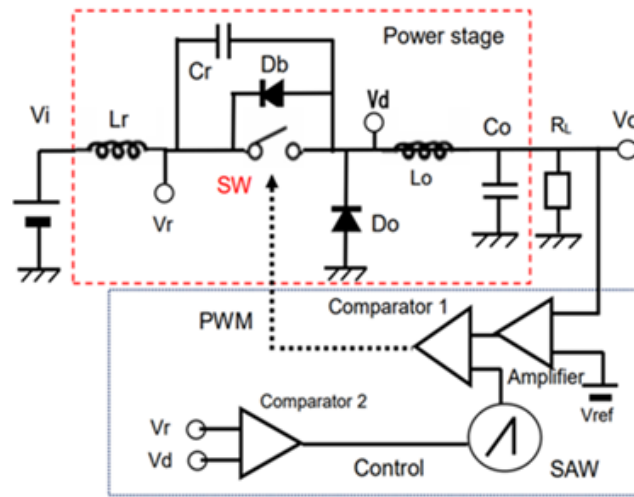 Power stage
Cr
Db
Vd
Vi
Lr
Co
RL
Vo
SW
Lo
Vr
Do
Comparator 1
PWM
Amplifier
Vref
Comparator 2
Vr
Vd
Control
SAW